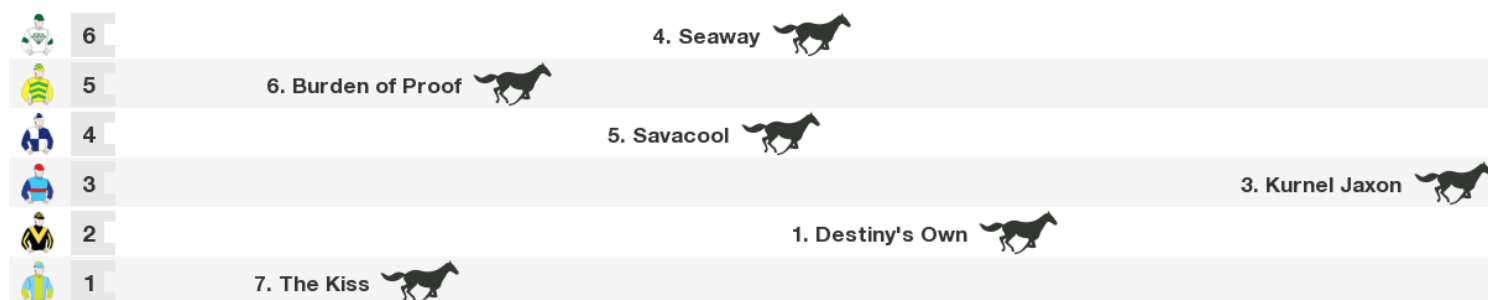 6 4. Seaway
5 6. Burden of Proof
4 5. Savacool
3 3. Kurnel Jaxon
2 1. Destiny's Own
1 7. The Kiss